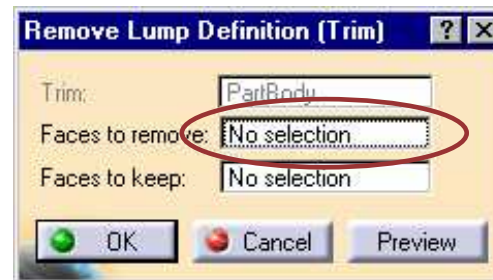 Remove Lump Definition (Trim) ? X
Trim: PartBody
Faces to remove: No selection
Faces to keep: No selection
OK Cancel Preview